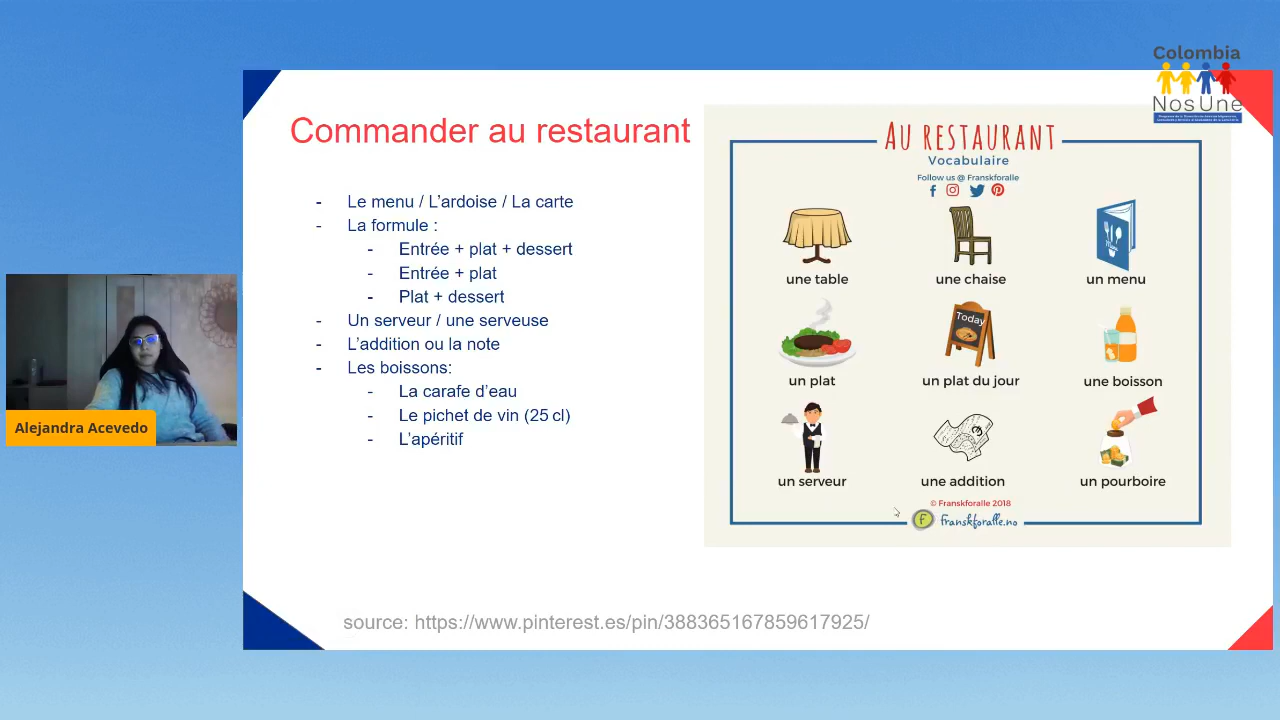 Colombia
NosUne
Commander au restaurant
- Le menu / L'ardoise / La carte
- La formule :
- Entrée + plat + dessert
- Entrée + plat
- Plat + dessert
- Un serveur / une serveuse
- L'addition ou la note
- Les boissons:
- La carafe d'eau
- Le pichet de vin (25 cl)
- L'apéritif
AU RESTAURANT
Vocabulaire
Follow us @ Franskforalle
une table
une chaise
un menu
Menu
Today
un plat
un plat du jour
une boisson
un serveur
une addition
un pourboire
© Franskforalle 2018
franskforalle.no
Alejandra Acevedo
source: https://www.pinterest.es/pin/388365167859617925/